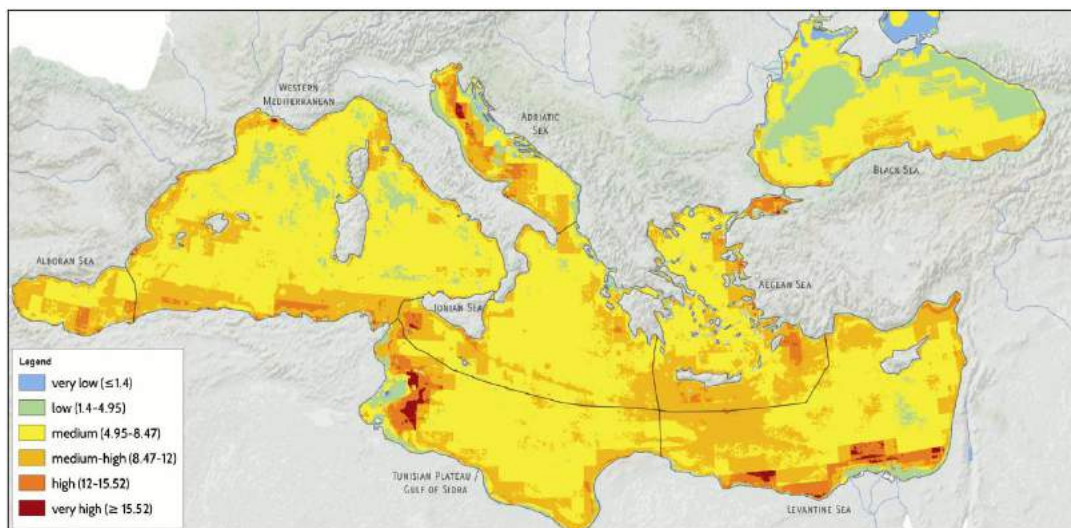 WESTERN
MEDITERRANEAN
ADRIATIC
SEA
BLACK SEA
ALBORAN SEA
IONIAN SEA
AEGEAN SEA
TUNISIAN PLATEAU /
GULF OF SIDRA
LEVANTINE SEA
Legend
very low (≤1.4)
low (1.4-4.95)
medium (4.95-8.47)
medium-high (8.47-12)
high (12-15.52)
very high (≥ 15.52)